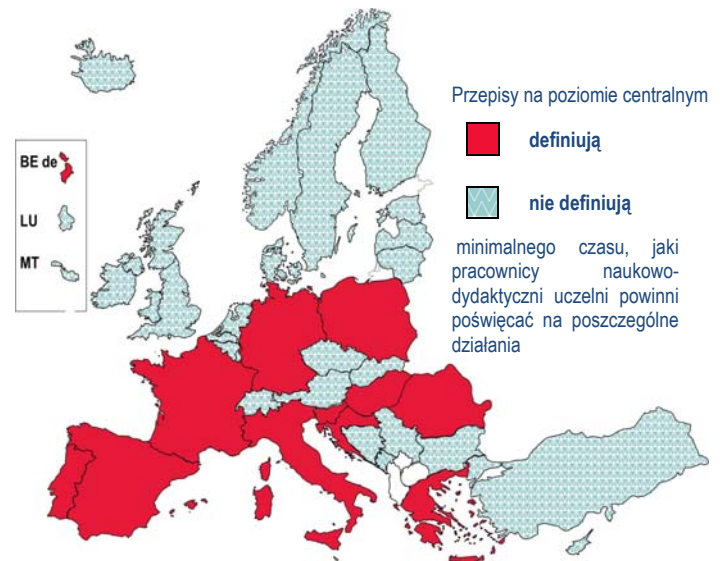 BE de
LU
MT
Przepisy na poziomie centralnym
definiują
nie definiują
minimalnego czasu, jaki
pracownicy naukowo-
dydaktyczni uczelni powinni
poświęcać na poszczególne
działania